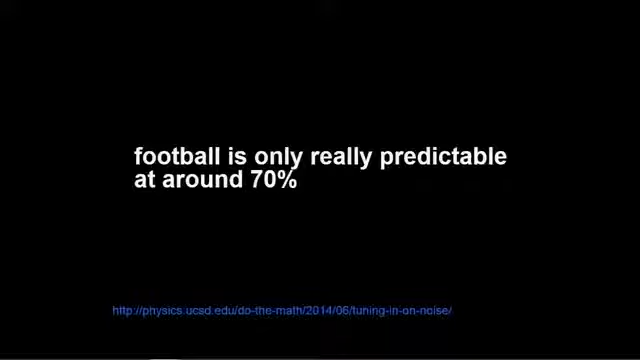 football is only really predictable
at around 70%
http://physics.ucsd.edu/do-the-math/2014/06/tuning-in-on-noise/